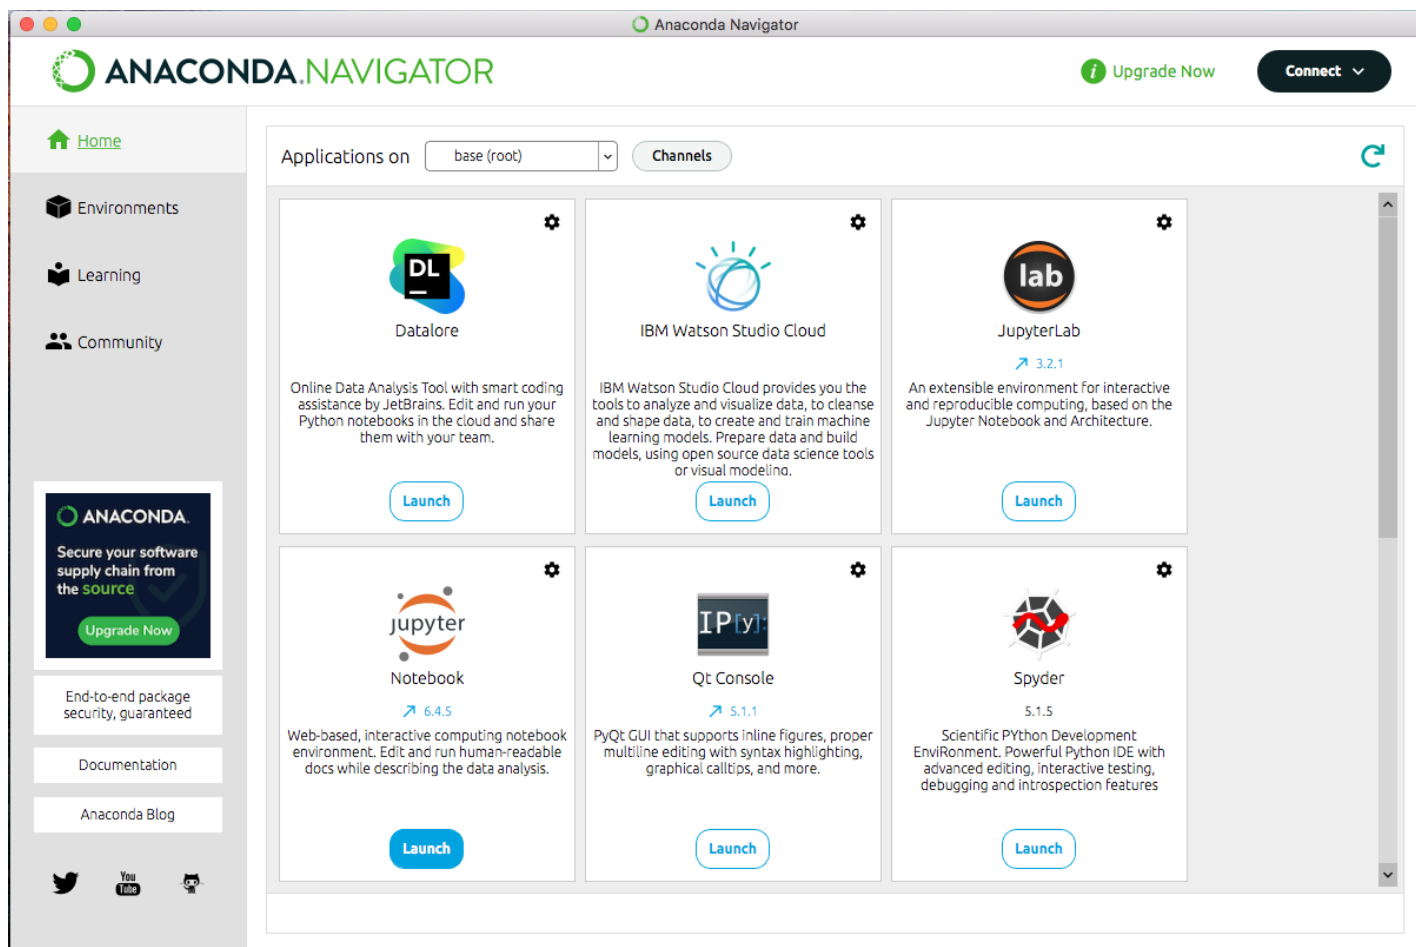 Anaconda Navigator
ANACONDA.NAVIGATOR
Upgrade Now
Connect
Home
Environments
Learning
Community
ANACONDA.
Secure your software
supply chain from
the source
Upgrade Now
End-to-end package
security, guaranteed
Documentation
Anaconda Blog
You
Tube
Applications on
base (root)
Channels
DL
Datalore
Online Data Analysis Tool with smart coding
assistance by JetBrains. Edit and run your
Python notebooks in the cloud and share
them with your team.
Launch
IBM Watson Studio Cloud
IBM Watson Studio Cloud provides you the
tools to analyze and visualize data, to cleanse
and shape data, to create and train machine
learning models. Prepare data and build
models, using open source data science tools
or visual modeling.
Launch
lab
JupyterLab
3.2.1
An extensible environment for interactive
and reproducible computing, based on the
Jupyter Notebook and Architecture.
Launch
jupyter
Notebook
6.4.5
Web-based, interactive computing notebook
environment. Edit and run human-readable
docs while describing the data analysis.
Launch
IP[y]:
Qt Console
5.1.1
PyQt GUI that supports inline figures, proper
multiline editing with syntax highlighting,
graphical calltips, and more.
Launch
Spyder
5.1.5
Scientific PYthon Development
EnviRonment. Powerful Python IDE with
advanced editing, interactive testing,
debugging and introspection features
Launch